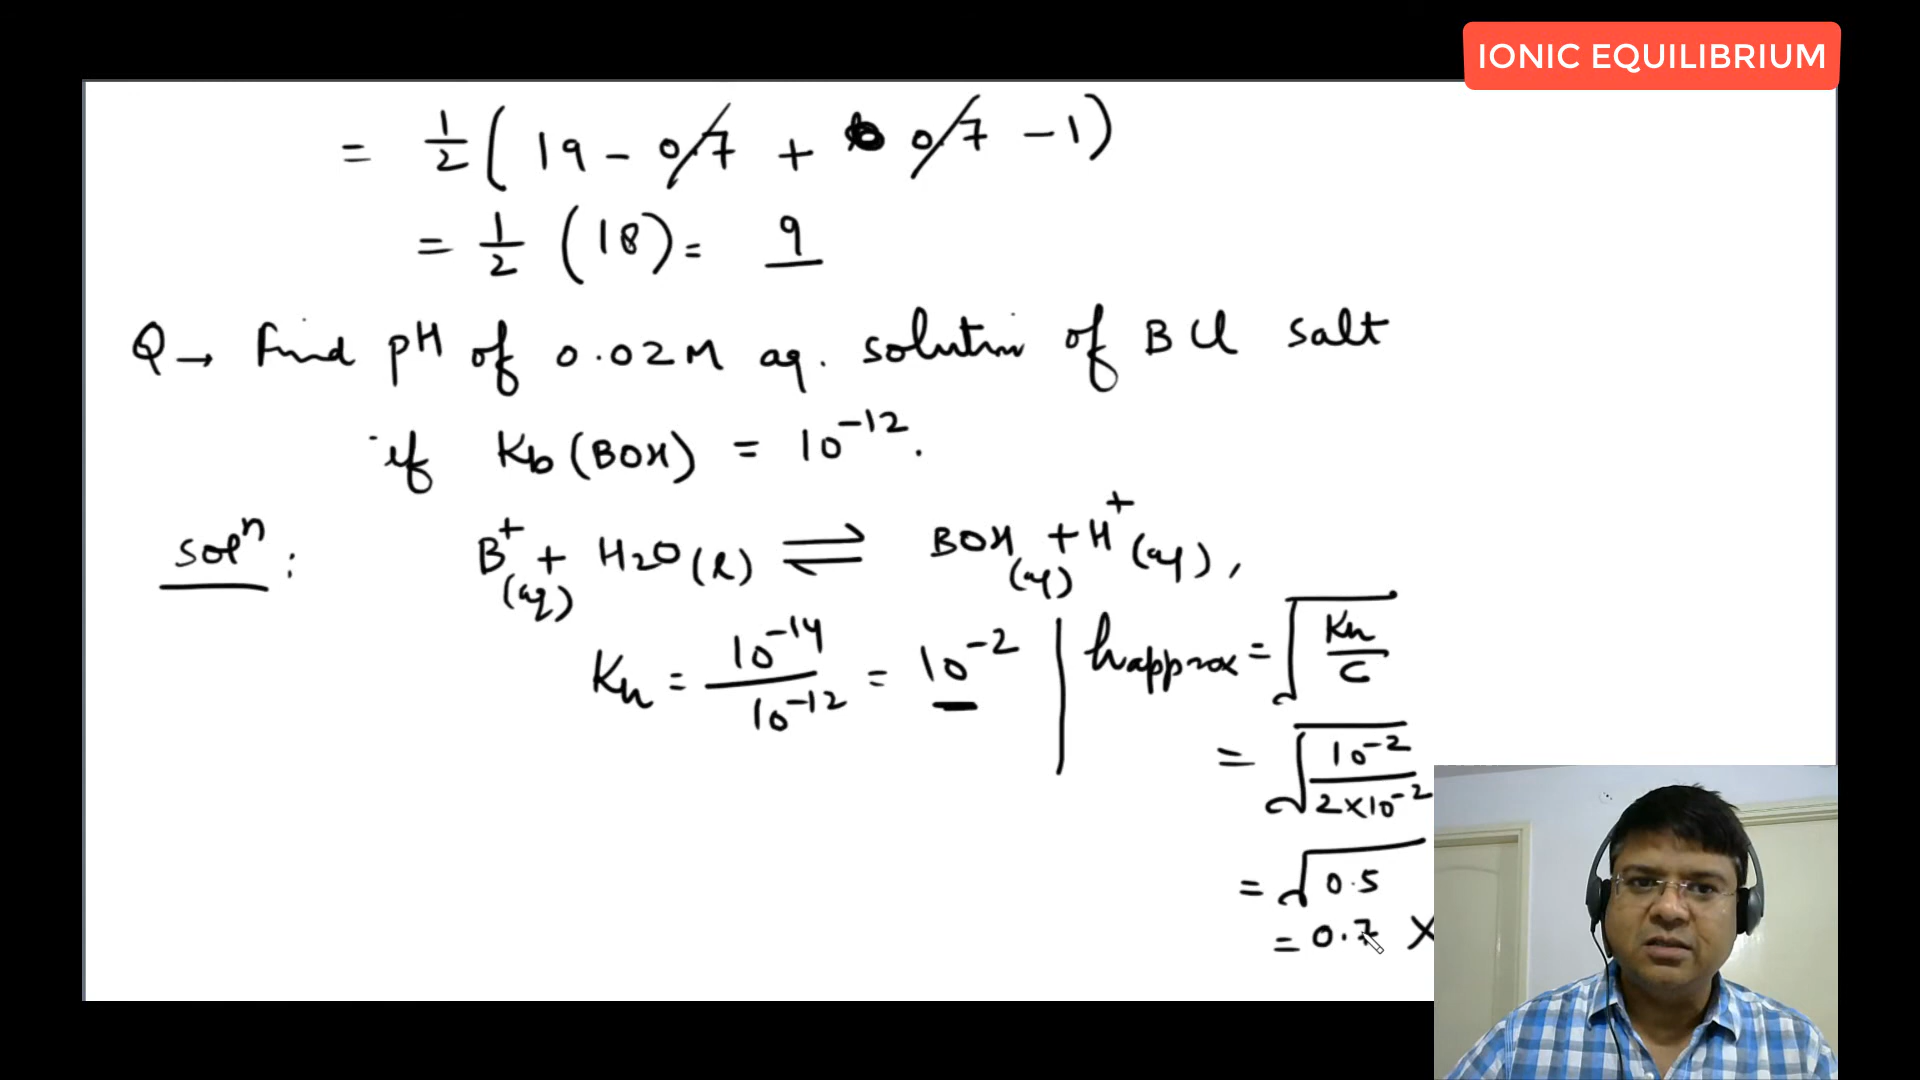 IONIC EQUILIBRIUM
= 1/2 ( 19 - 0.7 + 0.7 - 1 )
= 1/2 (18) = 9
Q → Find pH of 0.02M aq. solution of BCl salt
if Kb (BOH) = 10⁻¹².
Solⁿ :
B⁺(aq) + H2O(l) ⇌ BOH(aq) + H⁺(aq),
Kh = 10⁻¹⁴/10⁻¹² = 10⁻² | h approx = √(Kh/C)
= √(10⁻²/2×10⁻²)
= √0.5
= 0.7 X